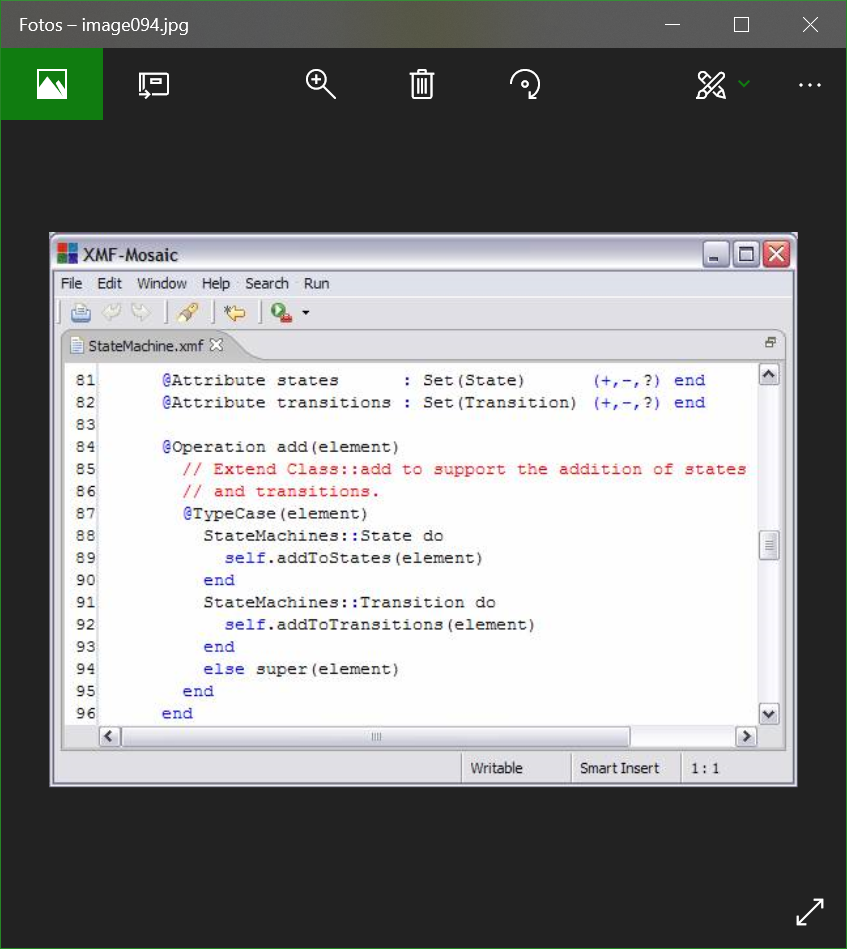 Fotos – image094.jpg
XMF-Mosaic
File Edit Window Help Search Run
StateMachine.xmf
81 @Attribute states : Set(State) (+,-,?) end
82 @Attribute transitions : Set(Transition) (+,-,?) end
83
84 @Operation add(element)
85 // Extend Class::add to support the addition of states
86 // and transitions.
87 @TypeCase(element)
88 StateMachines::State do
89 self.addToStates(element)
90 end
91 StateMachines::Transition do
92 self.addToTransitions(element)
93 end
94 else super(element)
95 end
96 end
Writable Smart Insert 1 : 1